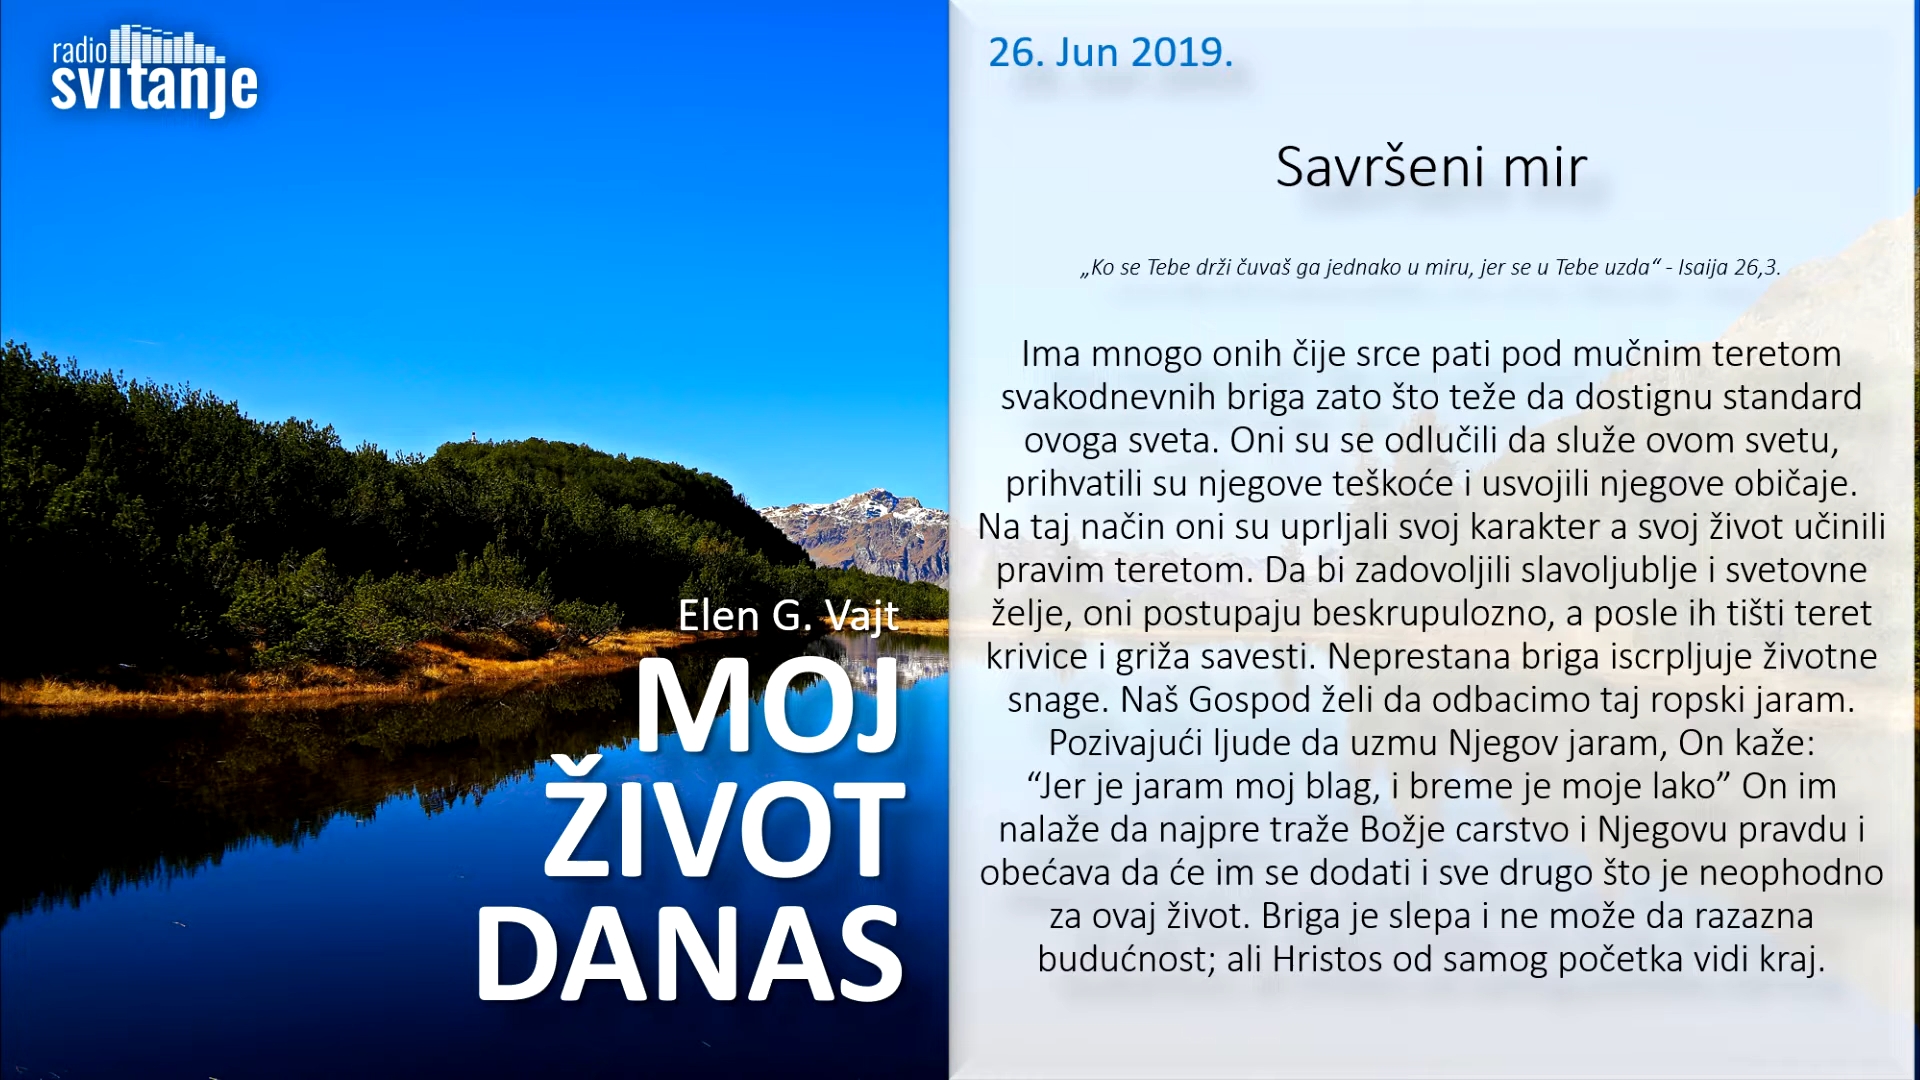 radio
svitanje
Elen G. Vajt
MOJ
ŽIVOT
DANAS
26. Jun 2019.
Savršeni mir
„Ko se Tebe drži čuvaš ga jednako u miru, jer se u Tebe uzda“ - Isaija 26,3.
Ima mnogo onih čije srce pati pod mučnim teretom
svakodnevnih briga zato što teže da dostignu standard
ovoga sveta. Oni su se odlučili da služe ovom svetu,
prihvatili su njegove teškoće i usvojili njegove običaje.
Na taj način oni su uprljali svoj karakter a svoj život učinili
pravim teretom. Da bi zadovoljili slavoljublje i svetovne
želje, oni postupaju beskrupulozno, a posle ih tišti teret
krivice i griža savesti. Neprestana briga iscrpljuje životne
snage. Naš Gospod želi da odbacimo taj ropski jaram.
Pozivajući ljude da uzmu Njegov jaram, On kaže:
“Jer je jaram moj blag, i breme je moje lako” On im
nalaže da najpre traže Božje carstvo i Njegovu pravdu i
obećava da će im se dodati i sve drugo što je neophodno
za ovaj život. Briga je slepa i ne može da razazna
budućnost; ali Hristos od samog početka vidi kraj.